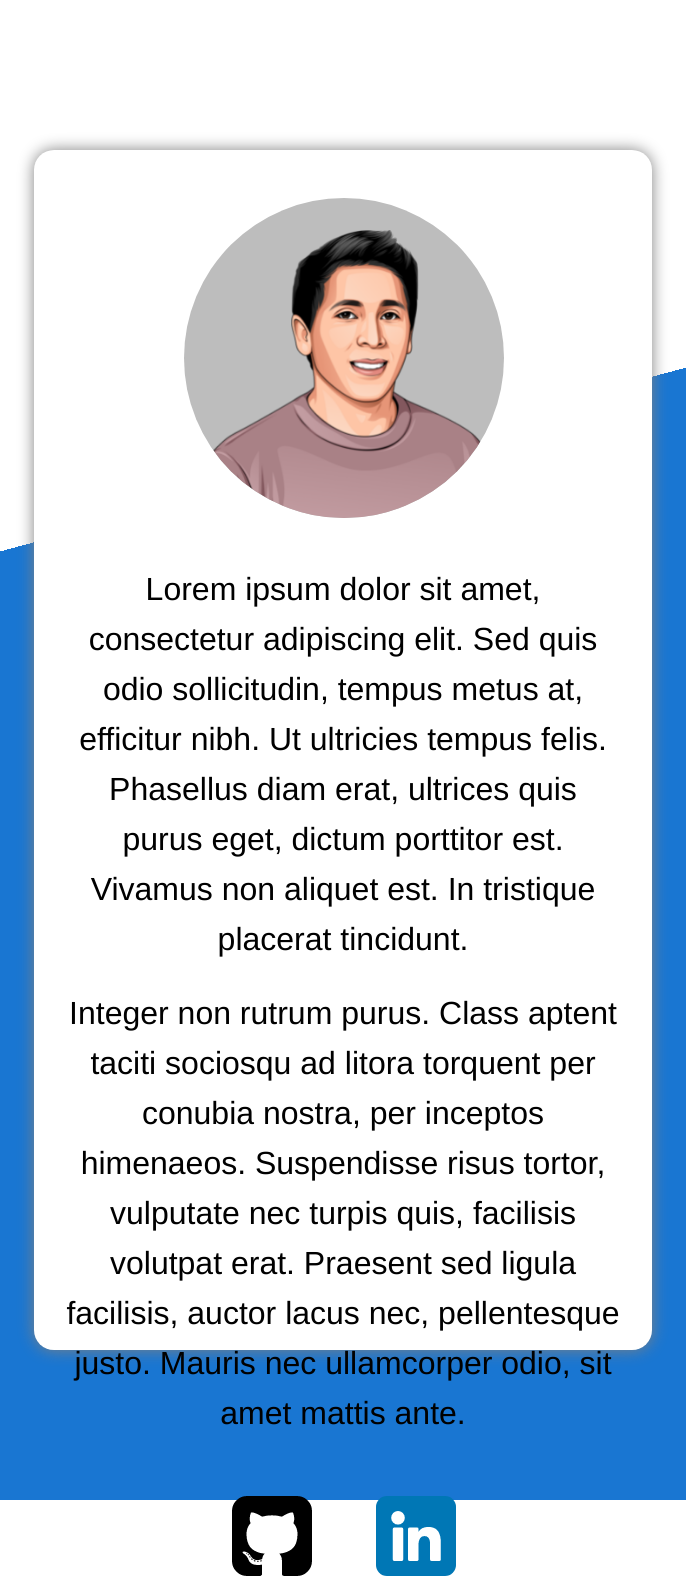 Lorem ipsum dolor sit amet,
consectetur adipiscing elit. Sed quis
odio sollicitudin, tempus metus at,
efficitur nibh. Ut ultricies tempus felis.
Phasellus diam erat, ultrices quis
purus eget, dictum porttitor est.
Vivamus non aliquet est. In tristique
placerat tincidunt.
Integer non rutrum purus. Class aptent
taciti sociosqu ad litora torquent per
conubia nostra, per inceptos
himenaeos. Suspendisse risus tortor,
vulputate nec turpis quis, facilisis
volutpat erat. Praesent sed ligula
facilisis, auctor lacus nec, pellentesque
justo. Mauris nec ullamcorper odio, sit
amet mattis ante.
in